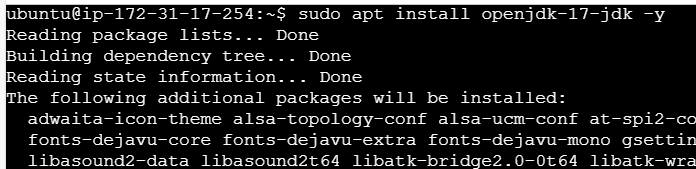 ubuntu@ip-172-31-17-254:~$ sudo apt install openjdk-17-jdk -y
Reading package lists... Done
Building dependency tree... Done
Reading state information... Done
The following additional packages will be installed:
  adwaita-icon-theme alsa-topology-conf alsa-ucm-conf at-spi2-co
  fonts-dejavu-core fonts-dejavu-extra fonts-dejavu-mono gsettin
  libasound2-data libasound2t64 libatk-bridge2.0-0t64 libatk-wra